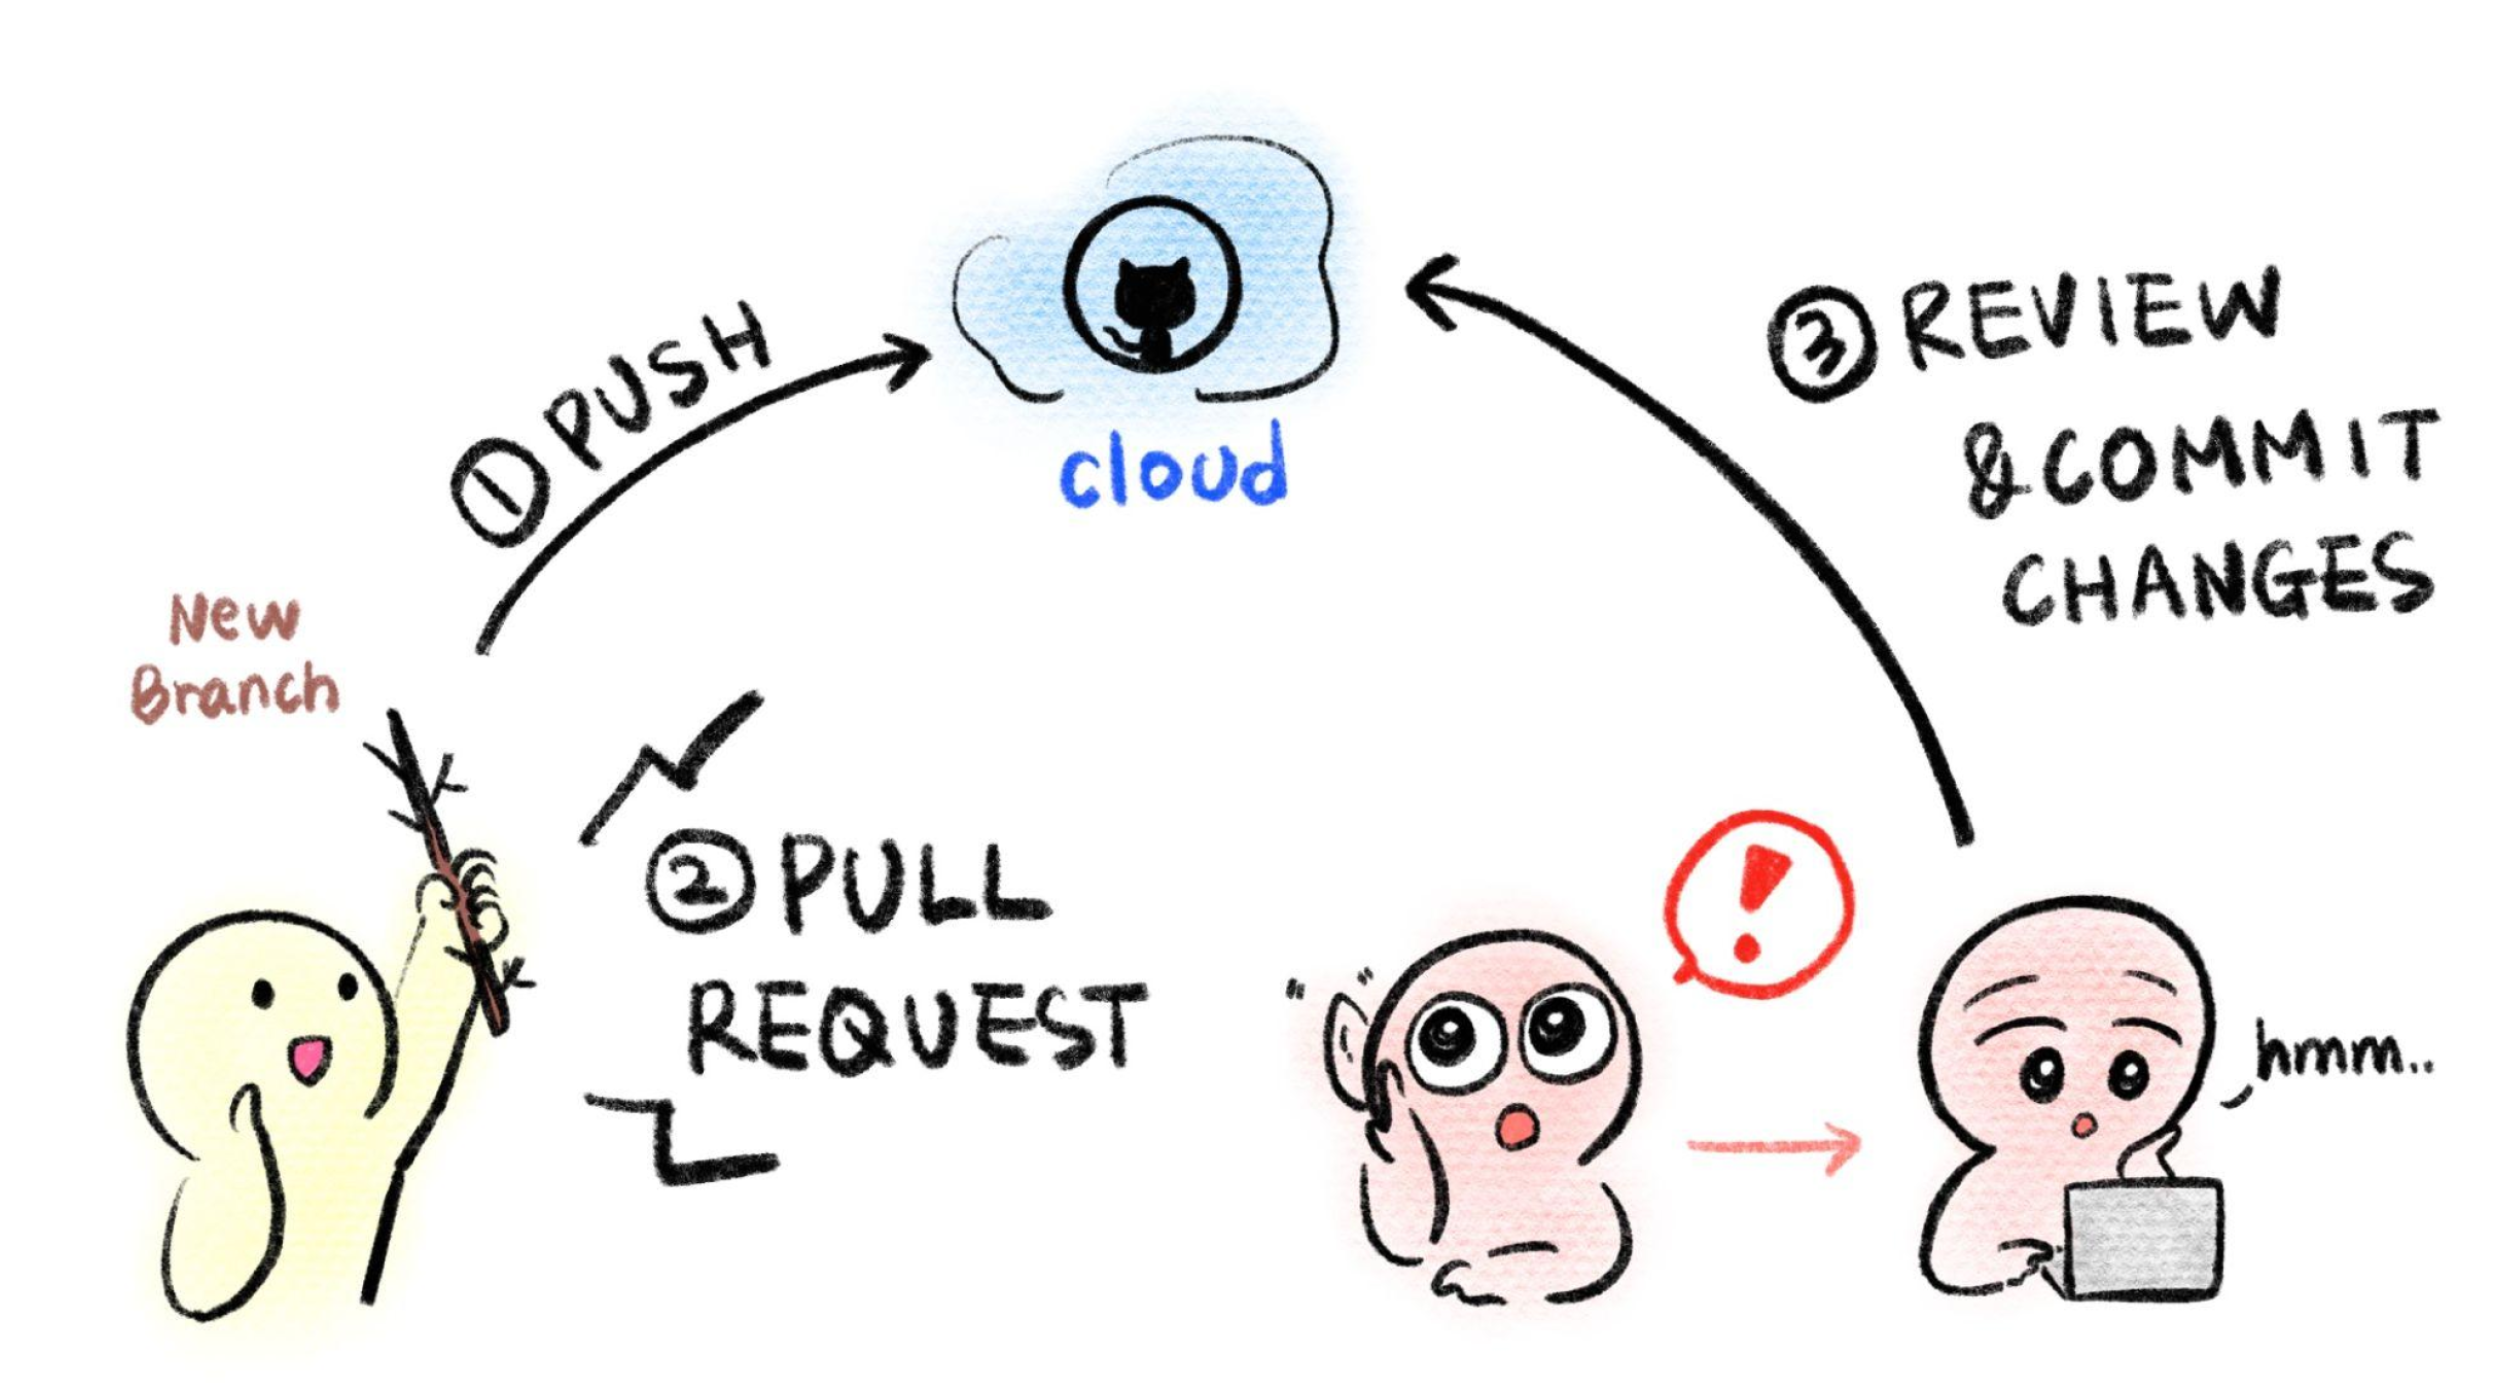 ① PUSH
cloud
③ REVIEW
& COMMIT
CHANGES
New
Branch
② PULL
REQUEST
!
hmm..